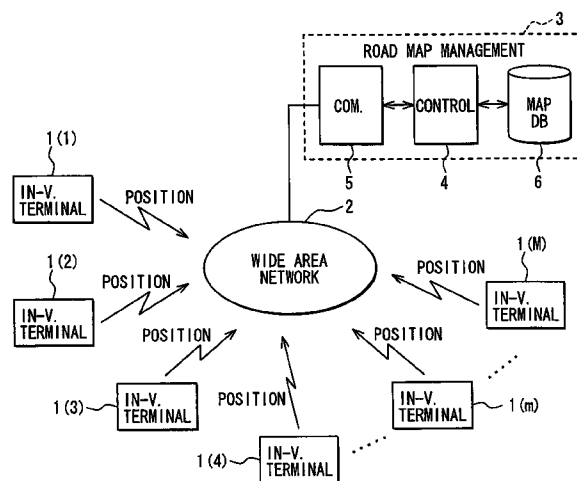 3
ROAD MAP MANAGEMENT
COM.
CONTROL
MAP
DB
5
4
6
1(1)
IN-V.
TERMINAL
POSITION
2
WIDE AREA
NETWORK
1(2)
IN-V.
TERMINAL
POSITION
1(M)
IN-V.
TERMINAL
POSITION
POSITION
POSITION
1(3)
IN-V.
TERMINAL
POSITION
IN-V.
TERMINAL
1(m)
1(4)
IN-V.
TERMINAL